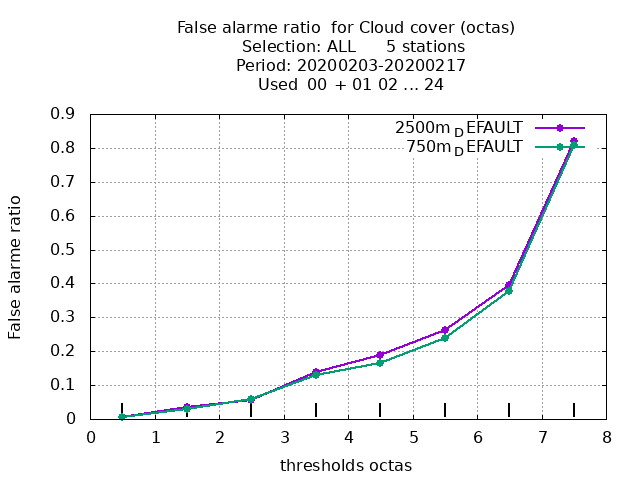 False alarme ratio  for Cloud cover (octas)
Selection: ALL      5 stations
Period: 20200203-20200217
Used  00  + 01 02 ... 24
2500m_DEFAULT
750m_DEFAULT
False alarme ratio
0.9
0.8
0.7
0.6
0.5
0.4
0.3
0.2
0.1
0
0 1 2 3 4 5 6 7 8
thresholds octas